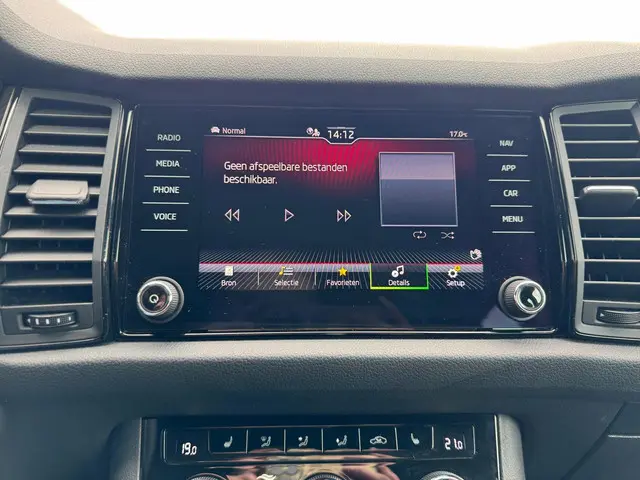 Normal
14:12
17.0°C
RADIO
MEDIA
PHONE
VOICE
Geen afspeelbare bestanden
beschikbaar.
NAV
APP
CAR
MENU
Bron
Selectie
Favorieten
Details
Setup
19.0
21.0